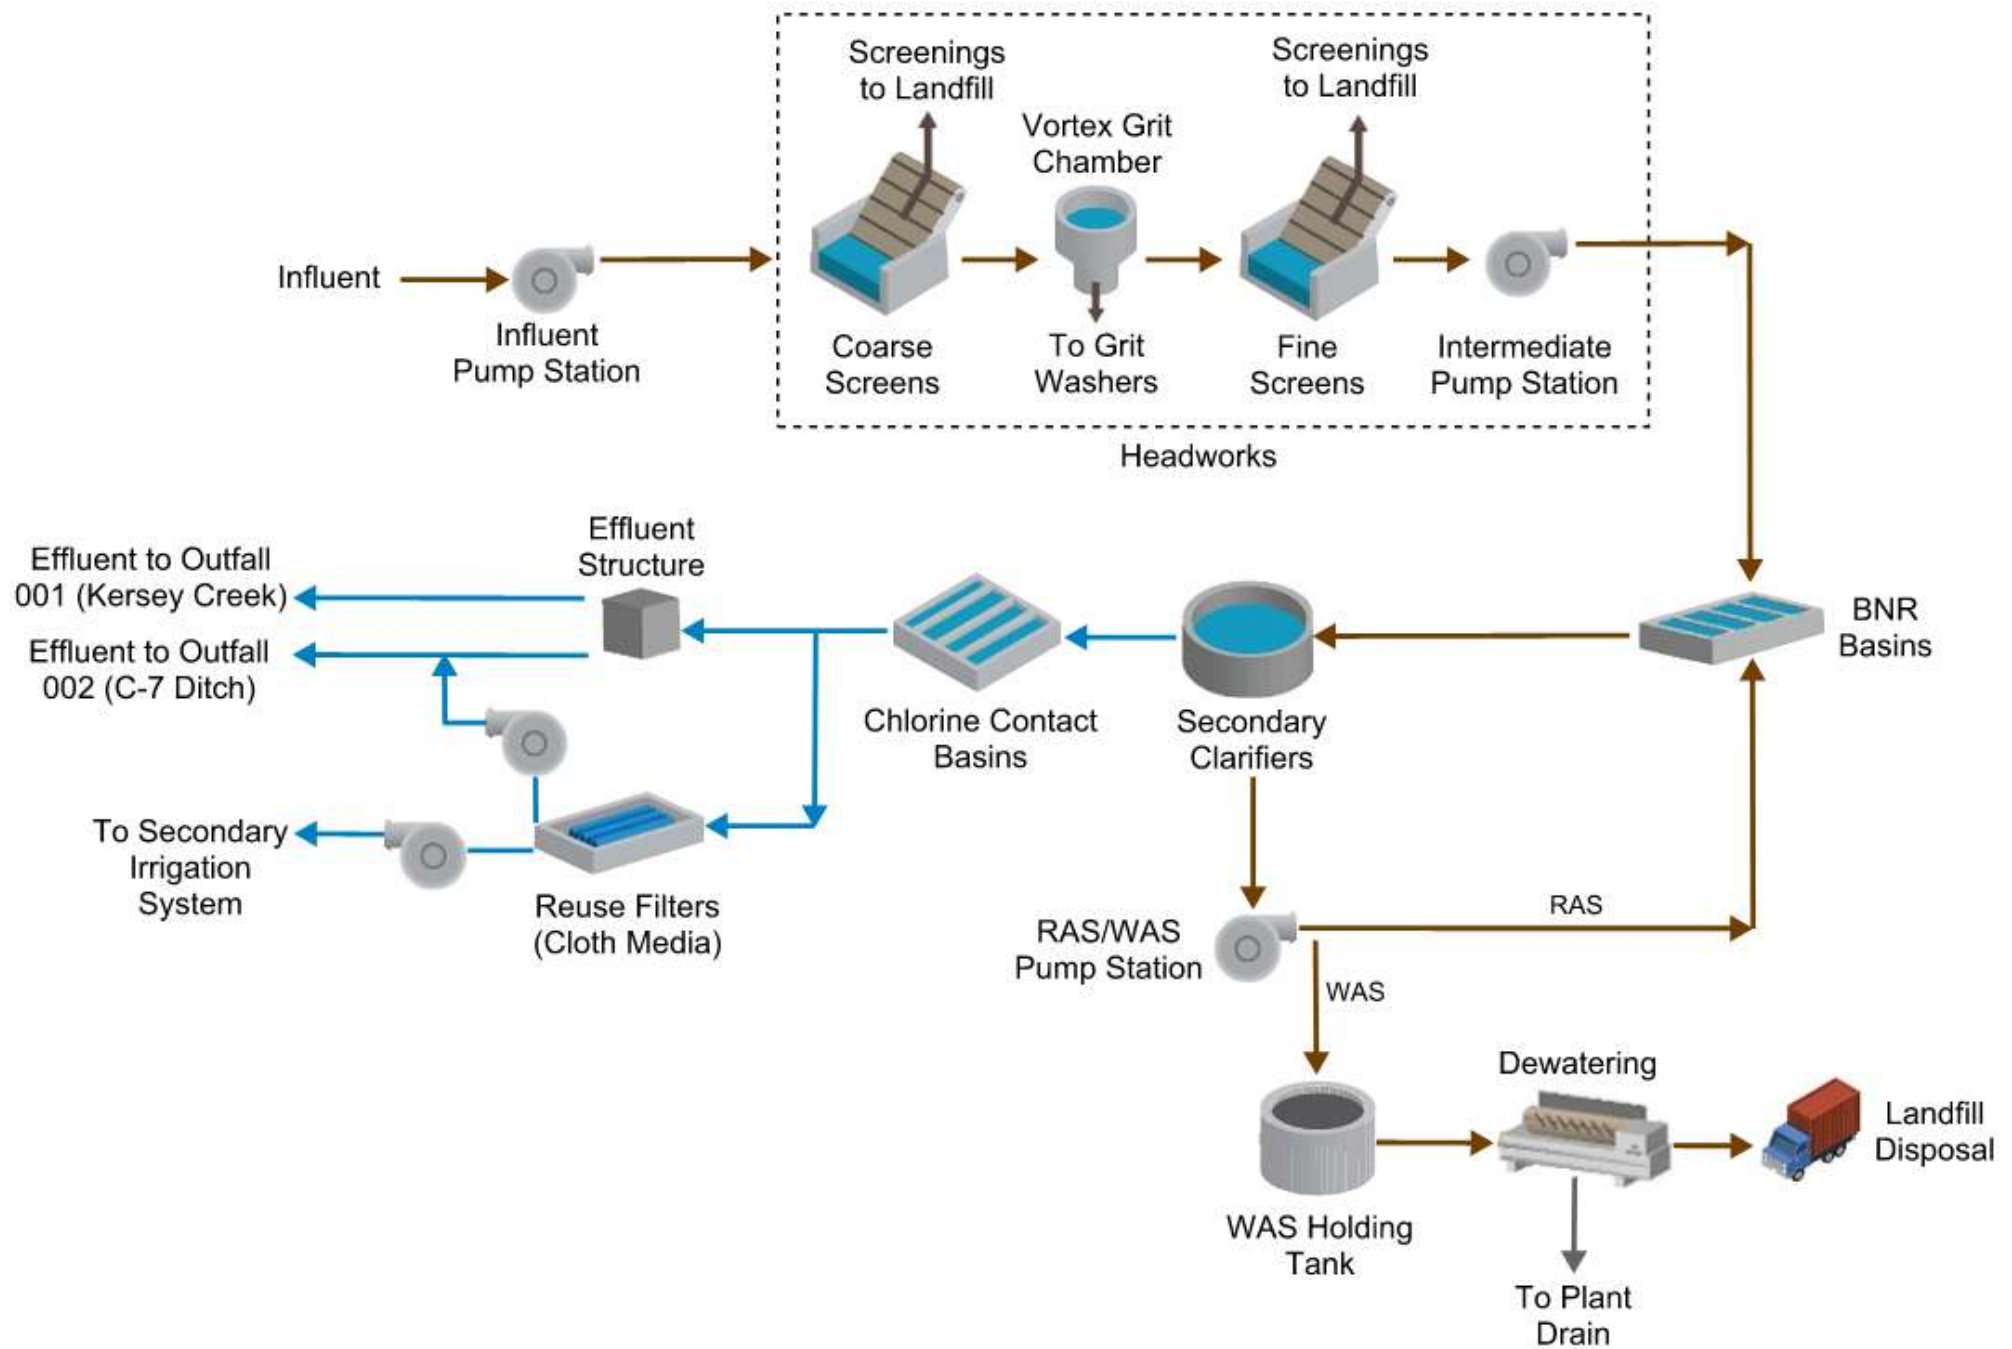 Screenings
to Landfill
Screenings
to Landfill
Vortex Grit
Chamber
Influent
Influent
Pump Station
Coarse
Screens
To Grit
Washers
Fine
Screens
Intermediate
Pump Station
Headworks
Effluent to Outfall
001 (Kersey Creek)
Effluent
Structure
Effluent to Outfall
002 (C-7 Ditch)
BNR
Basins
Chlorine Contact
Basins
Secondary
Clarifiers
To Secondary
Irrigation
System
Reuse Filters
(Cloth Media)
RAS/WAS
Pump Station
RAS
WAS
Dewatering
Landfill
Disposal
WAS Holding
Tank
To Plant
Drain